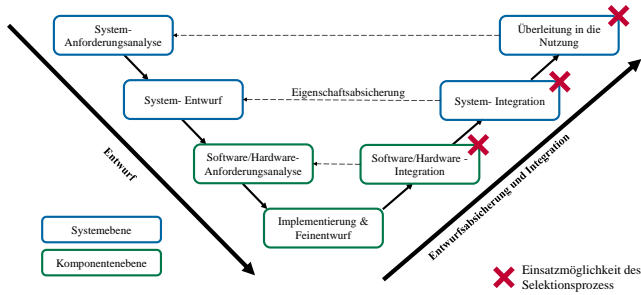 System-
Anforderungsanalyse
Überleitung in die
Nutzung
System- Entwurf
Eigenschaftsabsicherung
System- Integration
Software/Hardware-
Anforderungsanalyse
Software/Hardware -
Integration
Implementierung &
Feinentwurf
Entwurf
Entwurfsabsicherung und Integration
Systemebene
Komponentenebene
Einsatzmöglichkeit des
Selektionsprozess